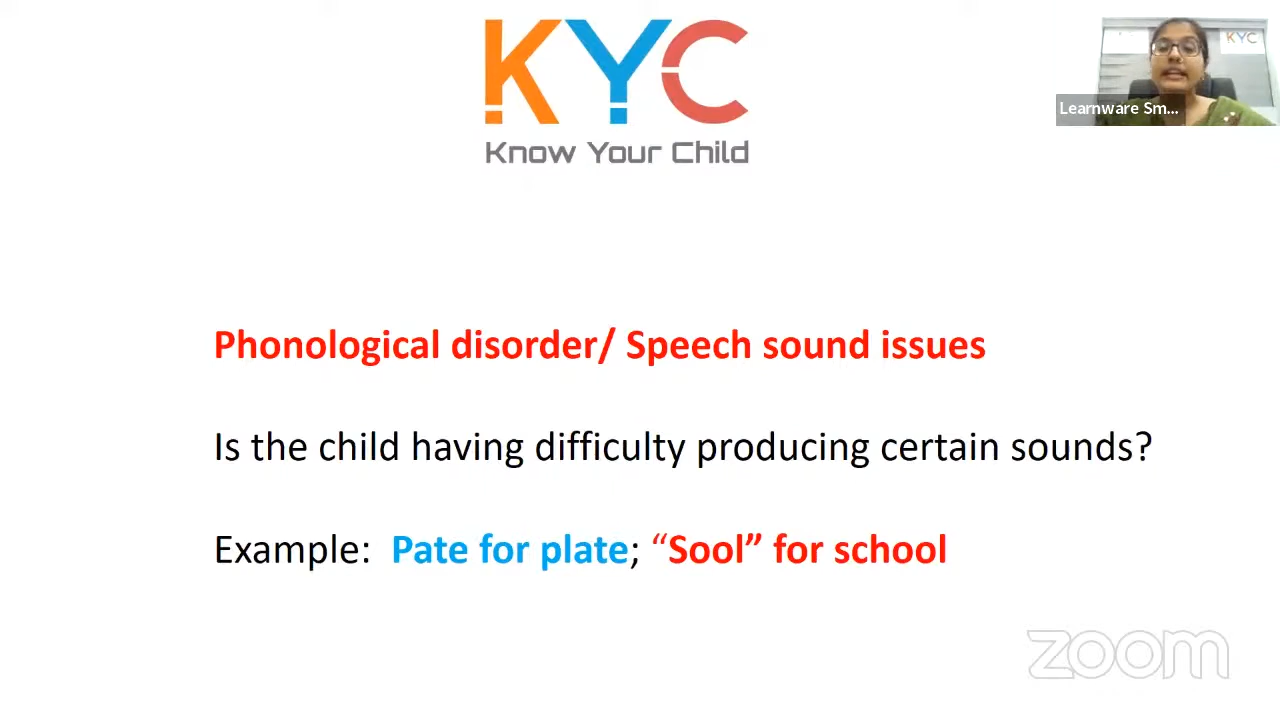 KYC
Know Your Child
KYC
Learnware Sm...
Phonological disorder/ Speech sound issues
Is the child having difficulty producing certain sounds?
Example: Pate for plate; “Sool” for school
zoom